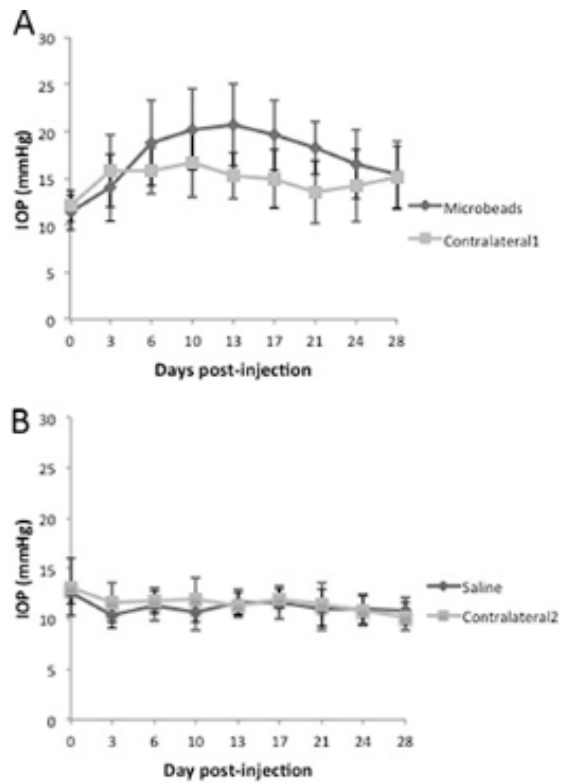 A
30
25
20
15
10
5
0
IOP (mmHg)
0 3 6 10 13 17 21 24 28
Days post-injection
Microbeads
Contralateral1
B
30
25
20
15
10
5
0
IOP (mmHg)
0 3 6 10 13 17 21 24 28
Day post-injection
Saline
Contralateral2